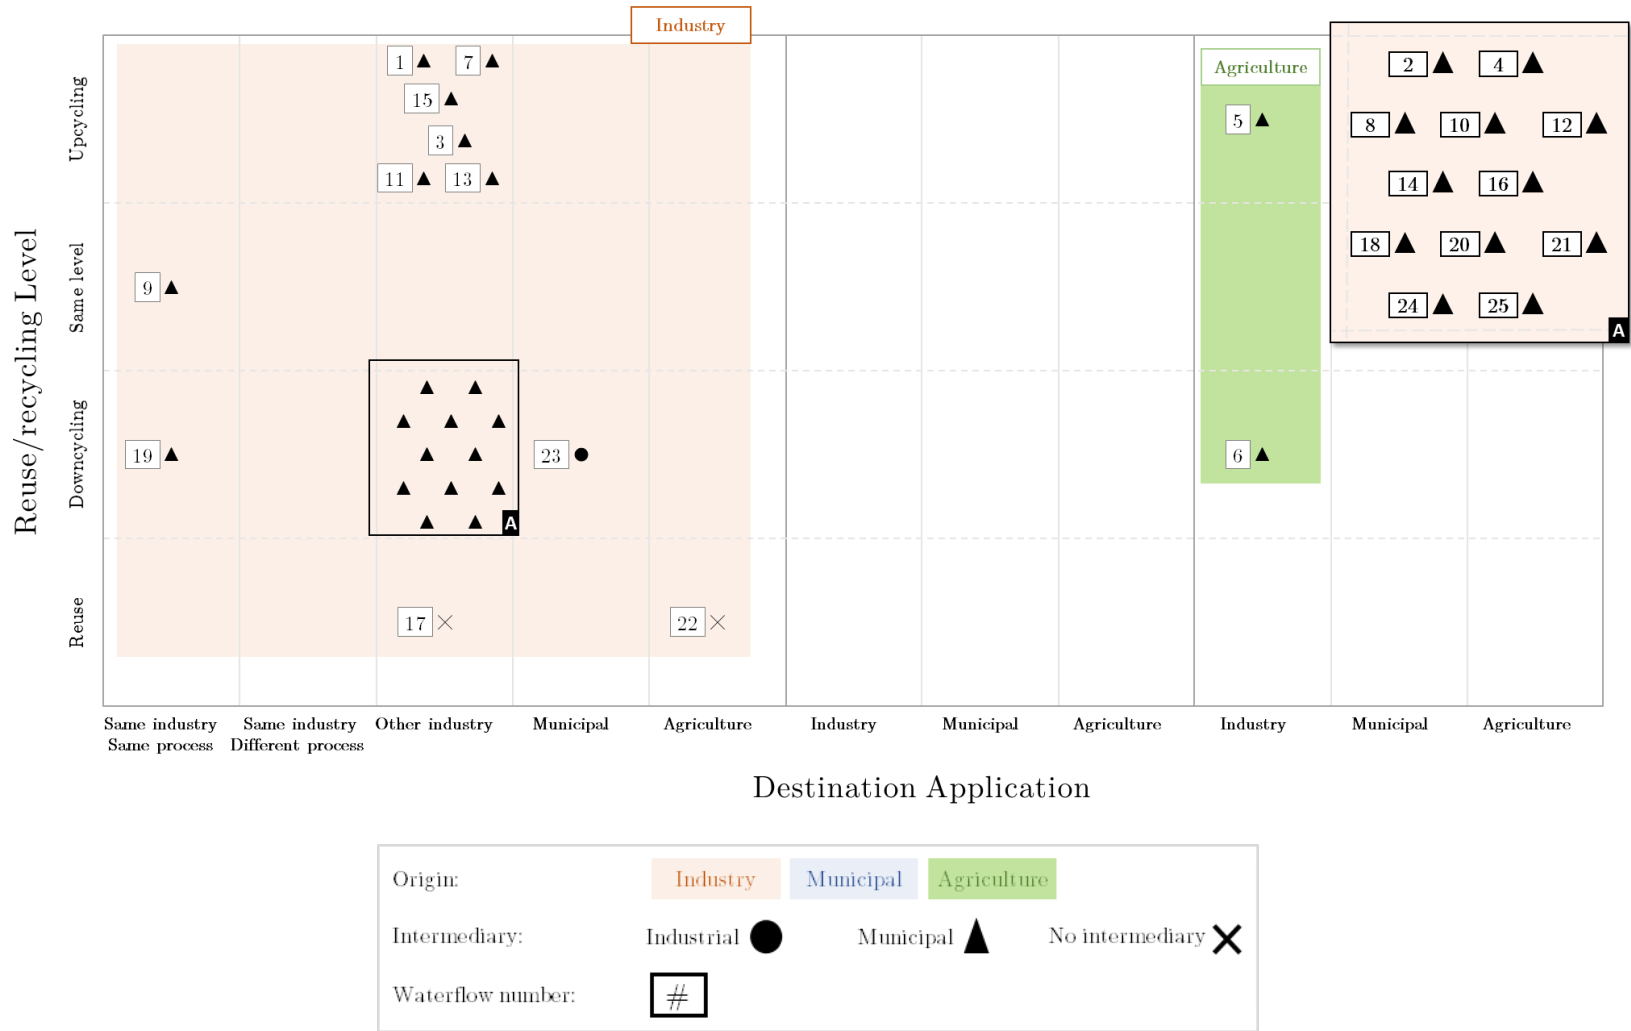 Industry
1
7
15
3
11
13
Agriculture
5
2
4
8
10
12
14
16
18
20
21
24
25
A
Upcycling
Same level
Downcycling
Reuse
Reuse/recycling Level
9
19
A
23
6
17
22
Same industry
Same process
Same industry
Different process
Other industry
Municipal
Agriculture
Industry
Municipal
Agriculture
Industry
Municipal
Agriculture
Destination Application
Origin: Industry Municipal Agriculture
Intermediary: Industrial Municipal No intermediary
Waterflow number: #